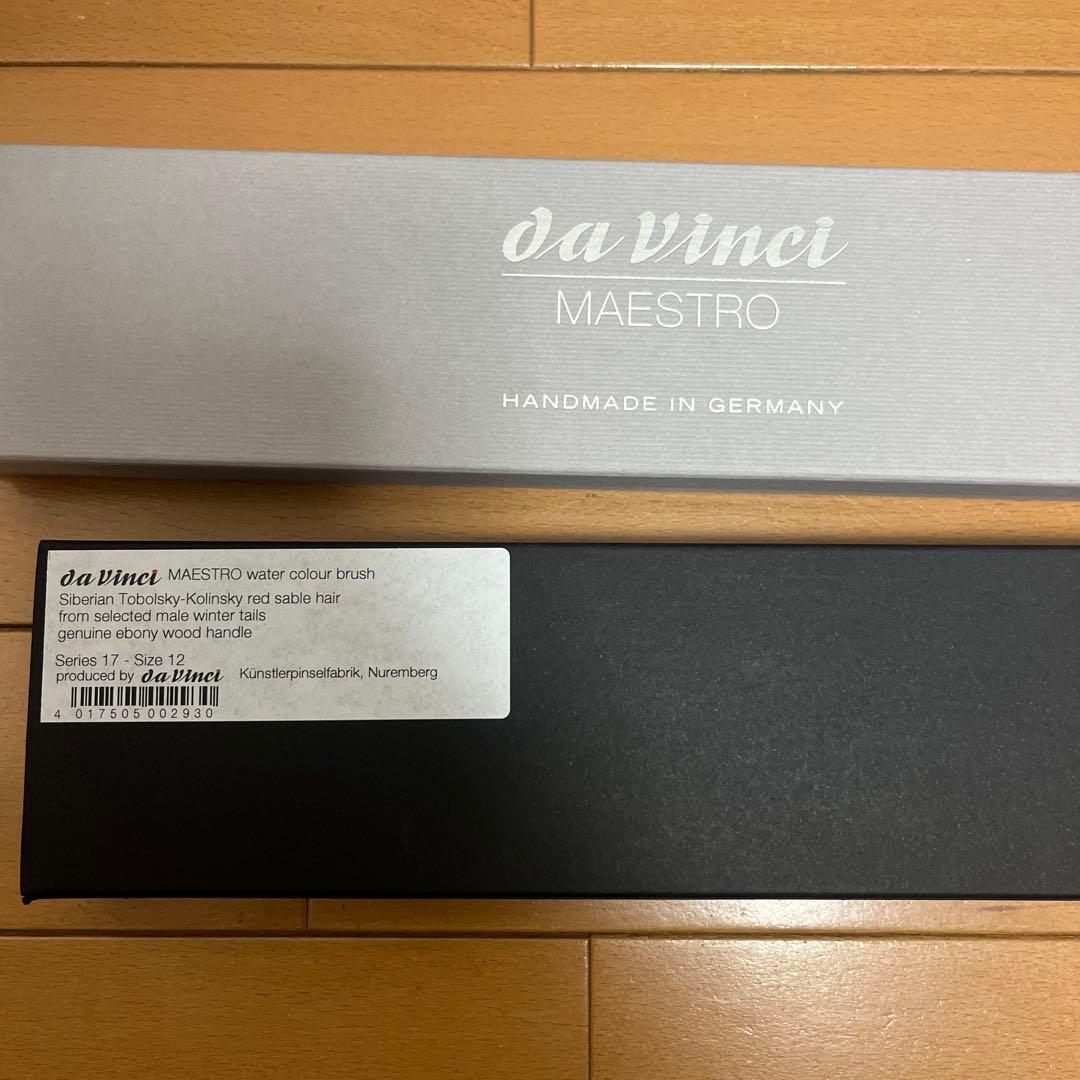 da Vinci
MAESTRO
HANDMADE IN GERMANY
da Vinci MAESTRO water colour brush
Siberian Tobolsky-Kolinsky red sable hair
from selected male winter tails
genuine ebony wood handle
Series 17 - Size 12
produced by da Vinci Künstlerpinselfabrik, Nuremberg
4 017505 002930